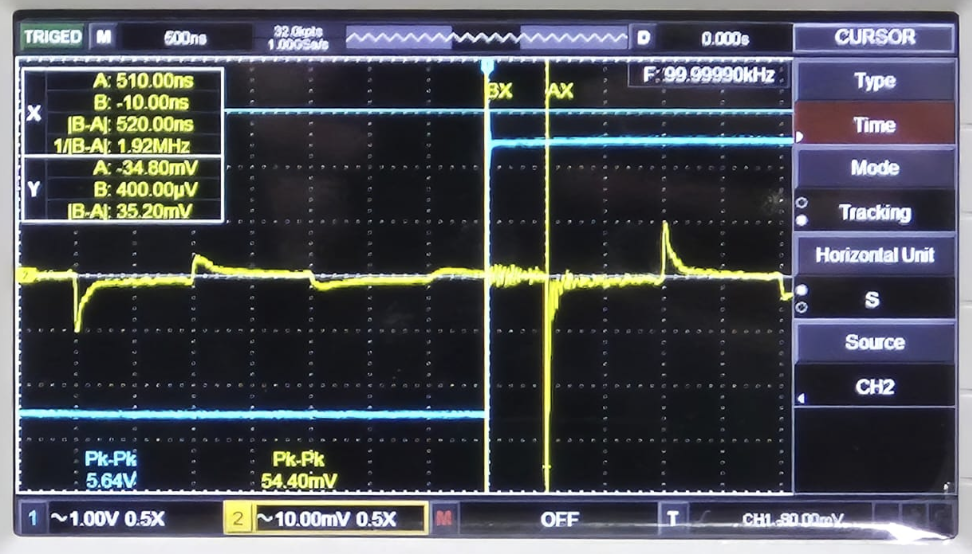 TRIGED M 500ns 32.0kpts D 0.000s CURSOR
1.00GSa/s
F: 99.99990kHz
BX AX
X
A: 510.00ns
B: -10.00ns
|B-A|: 520.00ns
1/|B-A|: 1.92MHz
Y
A: -34.80mV
B: 400.00μV
|B-A|: 35.20mV
Type
Time
Mode
Tracking
Horizontal Unit
S
Source
CH2
2
Pk-Pk Pk-Pk
5.64V 54.40mV
1 ~1.00V 0.5X 2 ~10.00mV 0.5X M OFF T CH1,-80.00mV